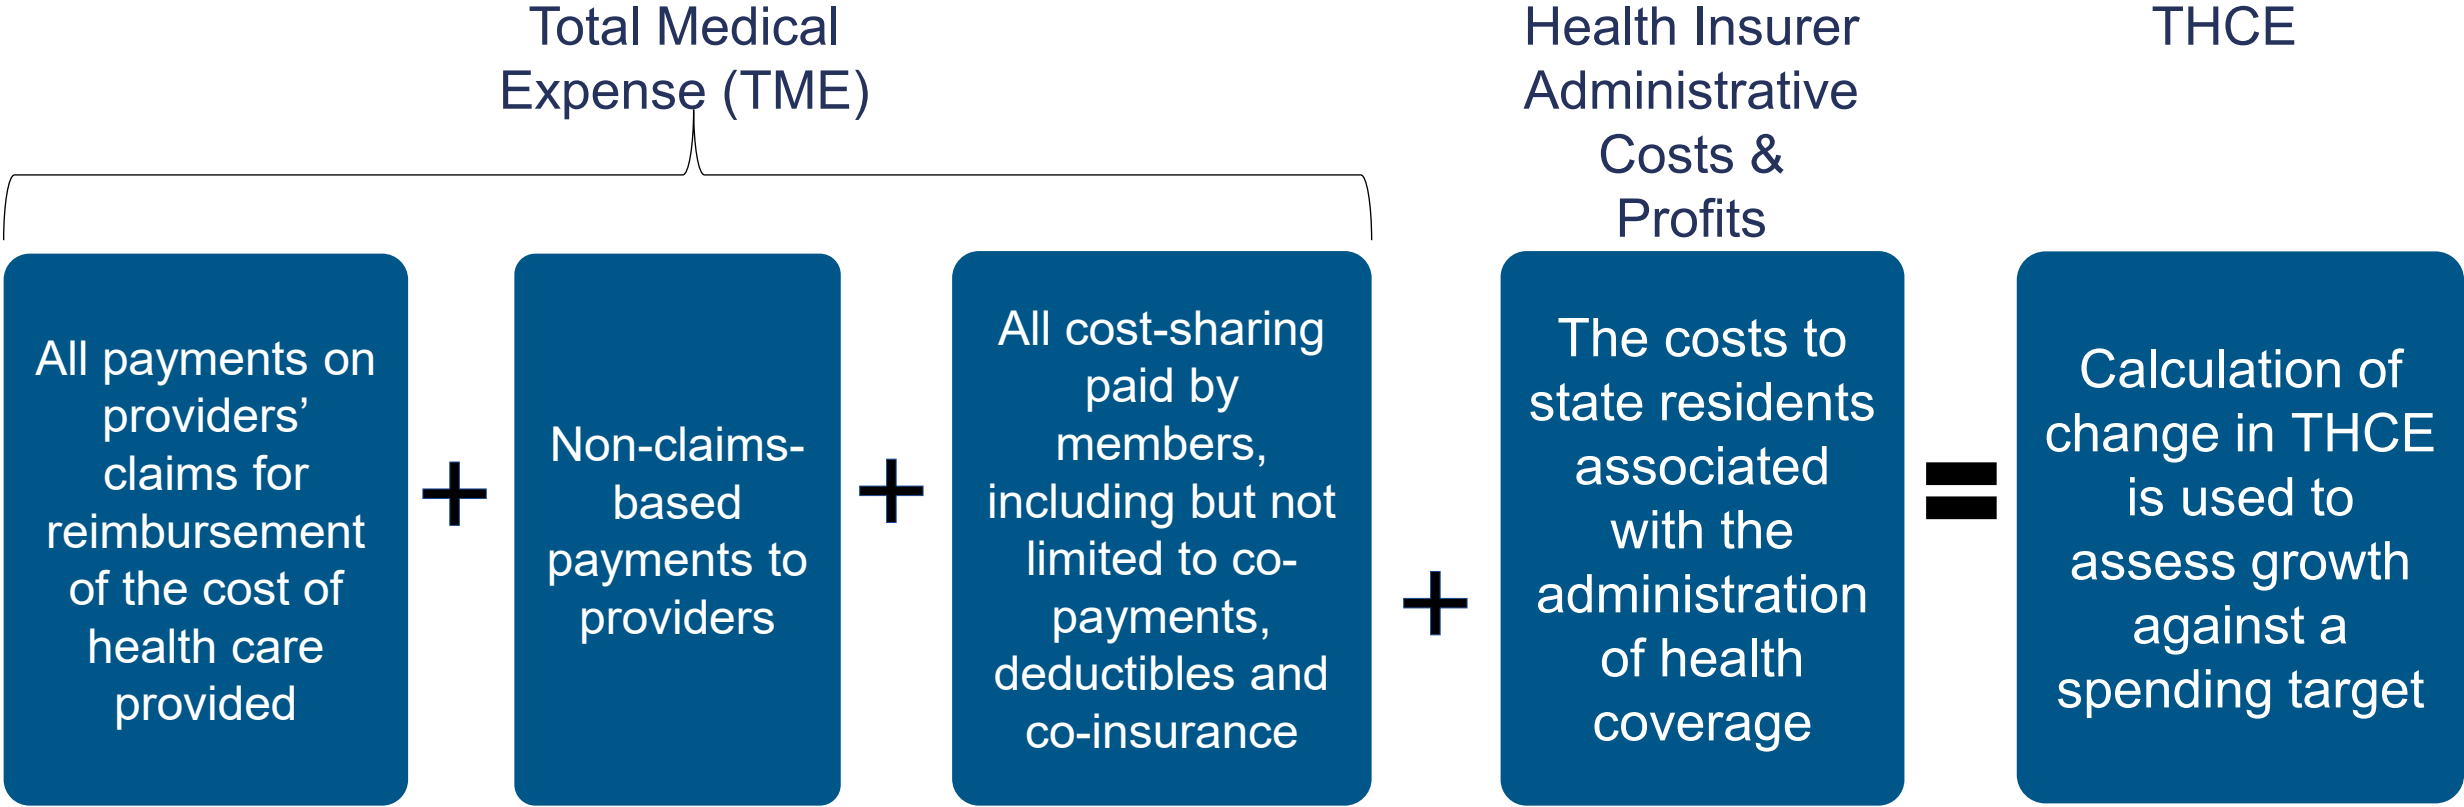 Total Medical
Expense (TME)
Health Insurer
Administrative
Costs &
Profits
THCE
All payments on
providers’
claims for
reimbursement
of the cost of
health care
provided
+
Non-claims-
based
payments to
providers
+
All cost-sharing
paid by
members,
including but not
limited to co-
payments,
deductibles and
co-insurance
+
The costs to
state residents
associated
with the
administration
of health
coverage
=
Calculation of
change in THCE
is used to
assess growth
against a
spending target